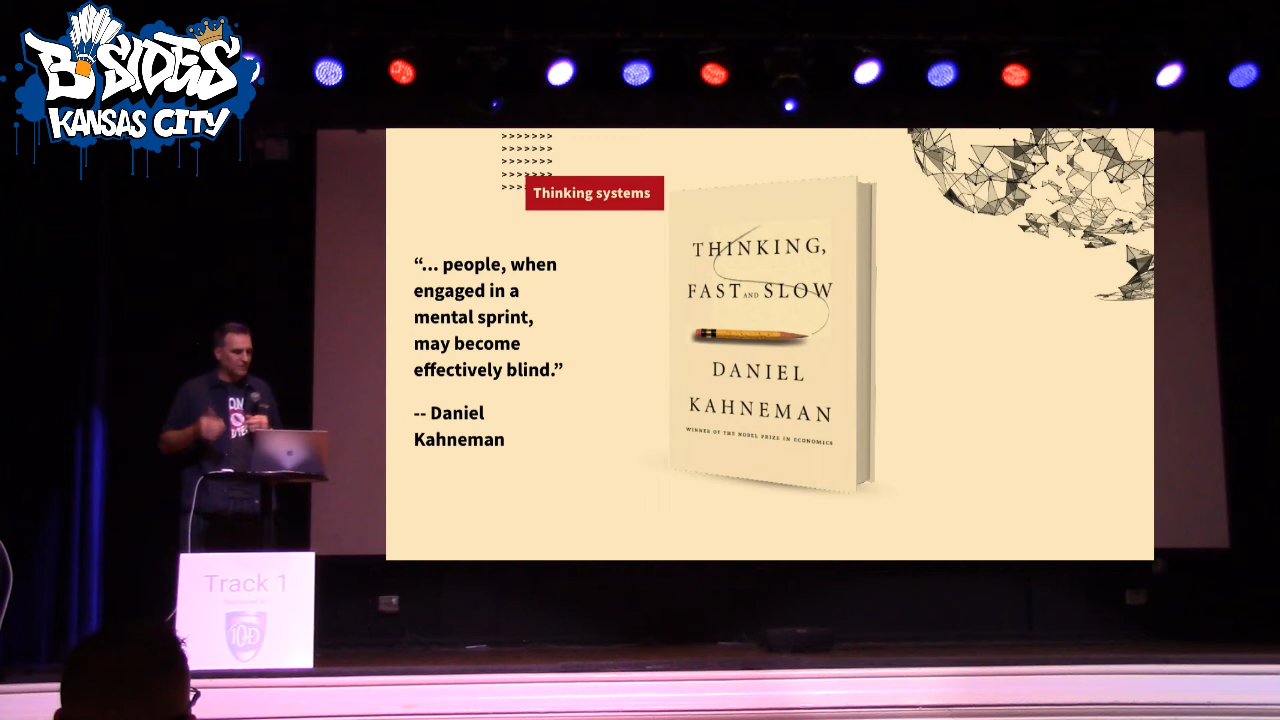 B-SIDES
KANSAS CITY
>>>>>>>
>>>>>>>
>>>>>>>
>>>>>>>
>>>
Thinking systems
“... people, when
engaged in a
mental sprint,
may become
effectively blind.”
-- Daniel
Kahneman
THINKING,
FAST AND SLOW
DANIEL
KAHNEMAN
WINNER OF THE NOBEL PRIZE IN ECONOMICS
Track 1